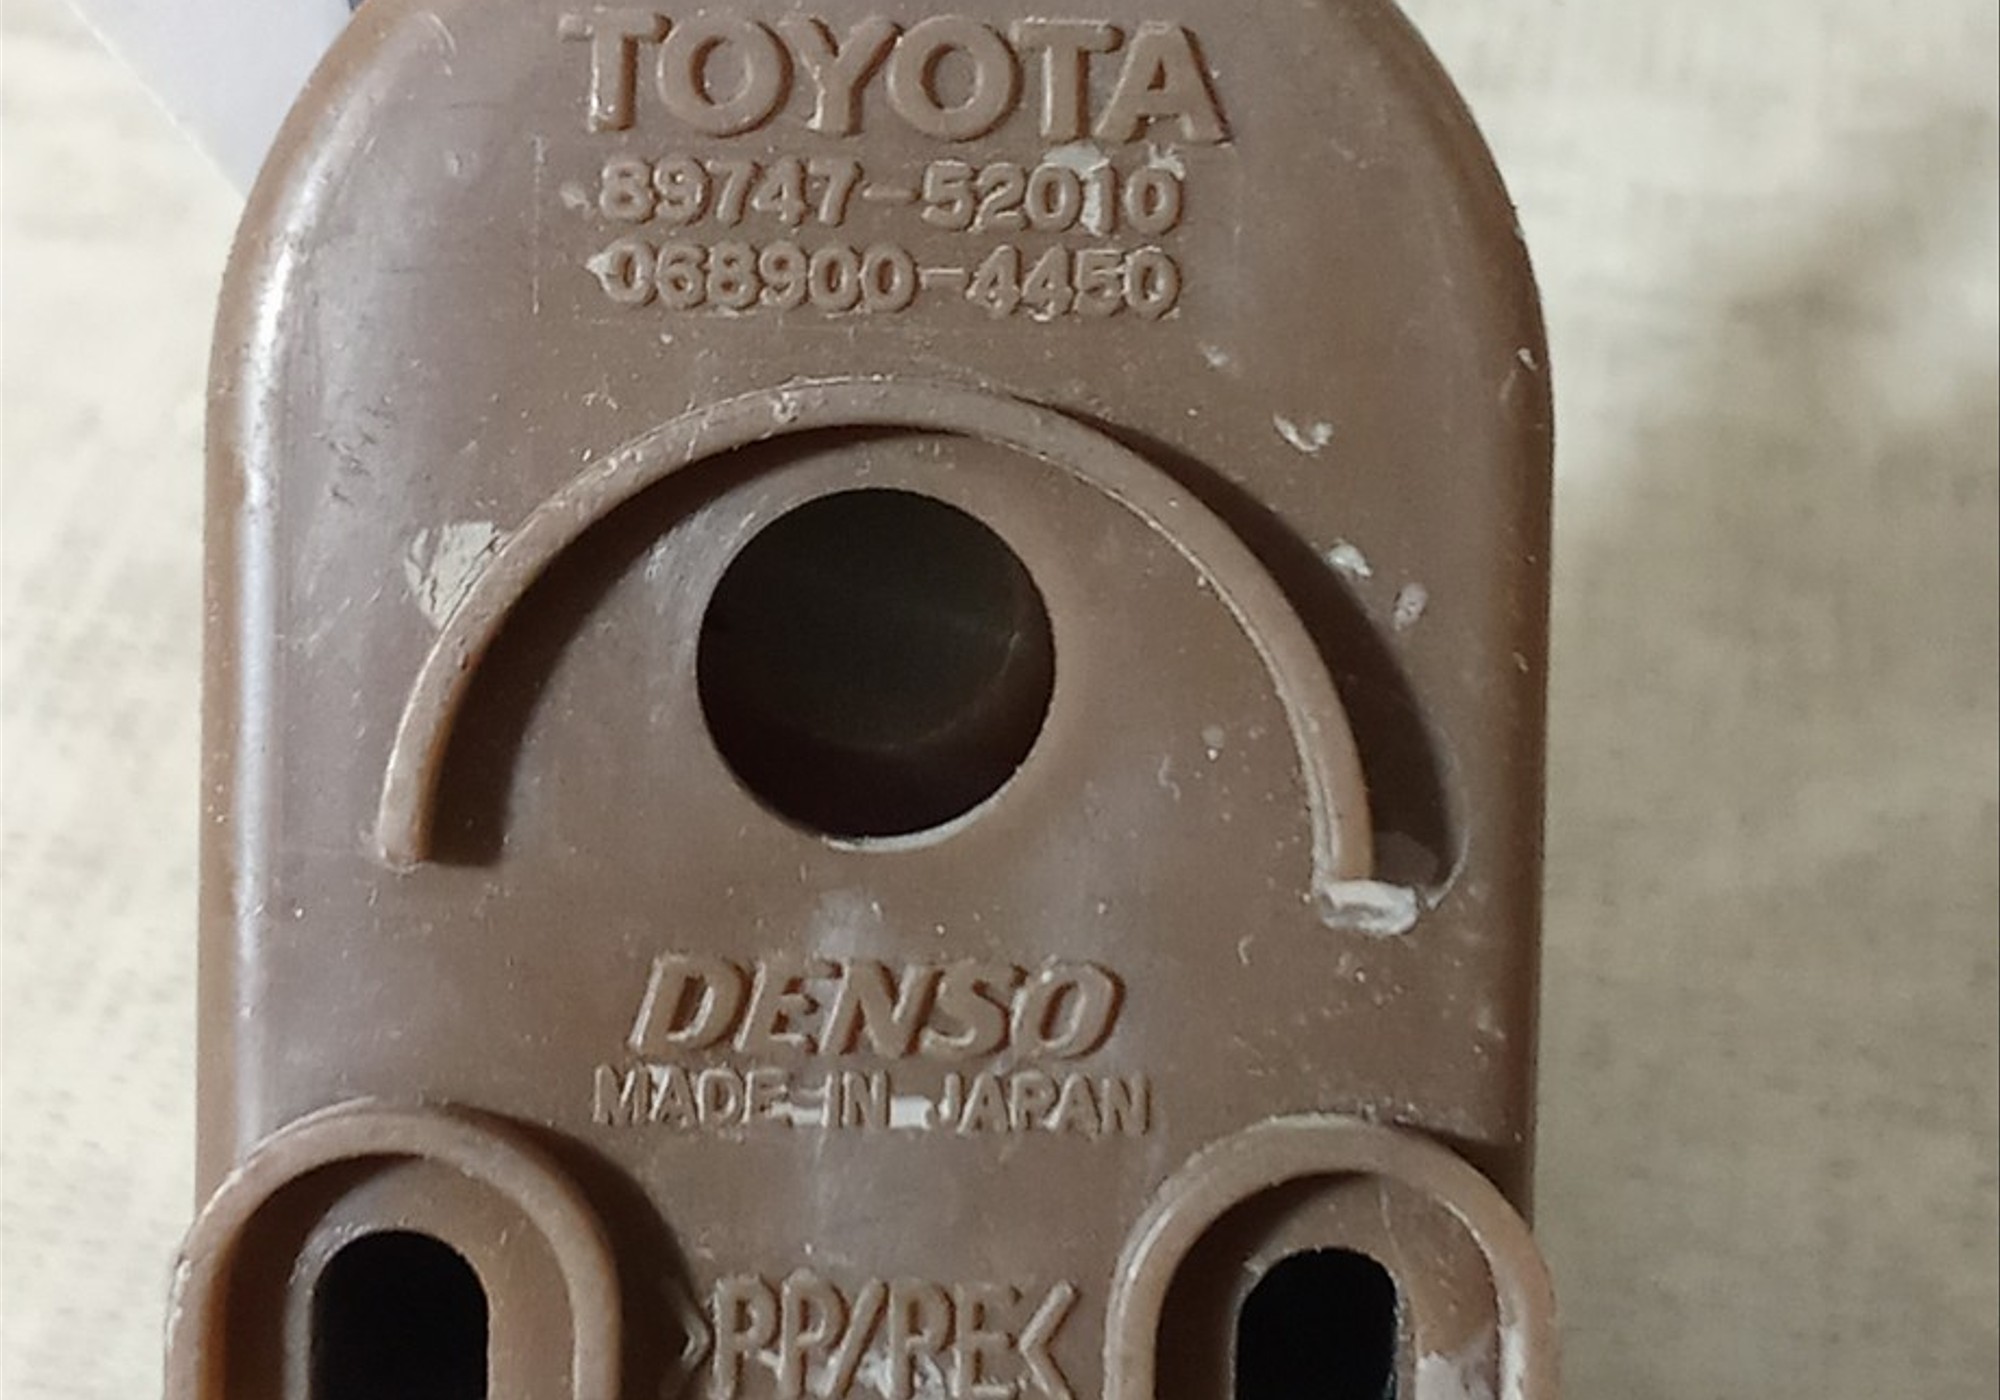 TOYOTA
89747-52010
068900-4450
DENSO
MADE IN JAPAN
>PP/PE<